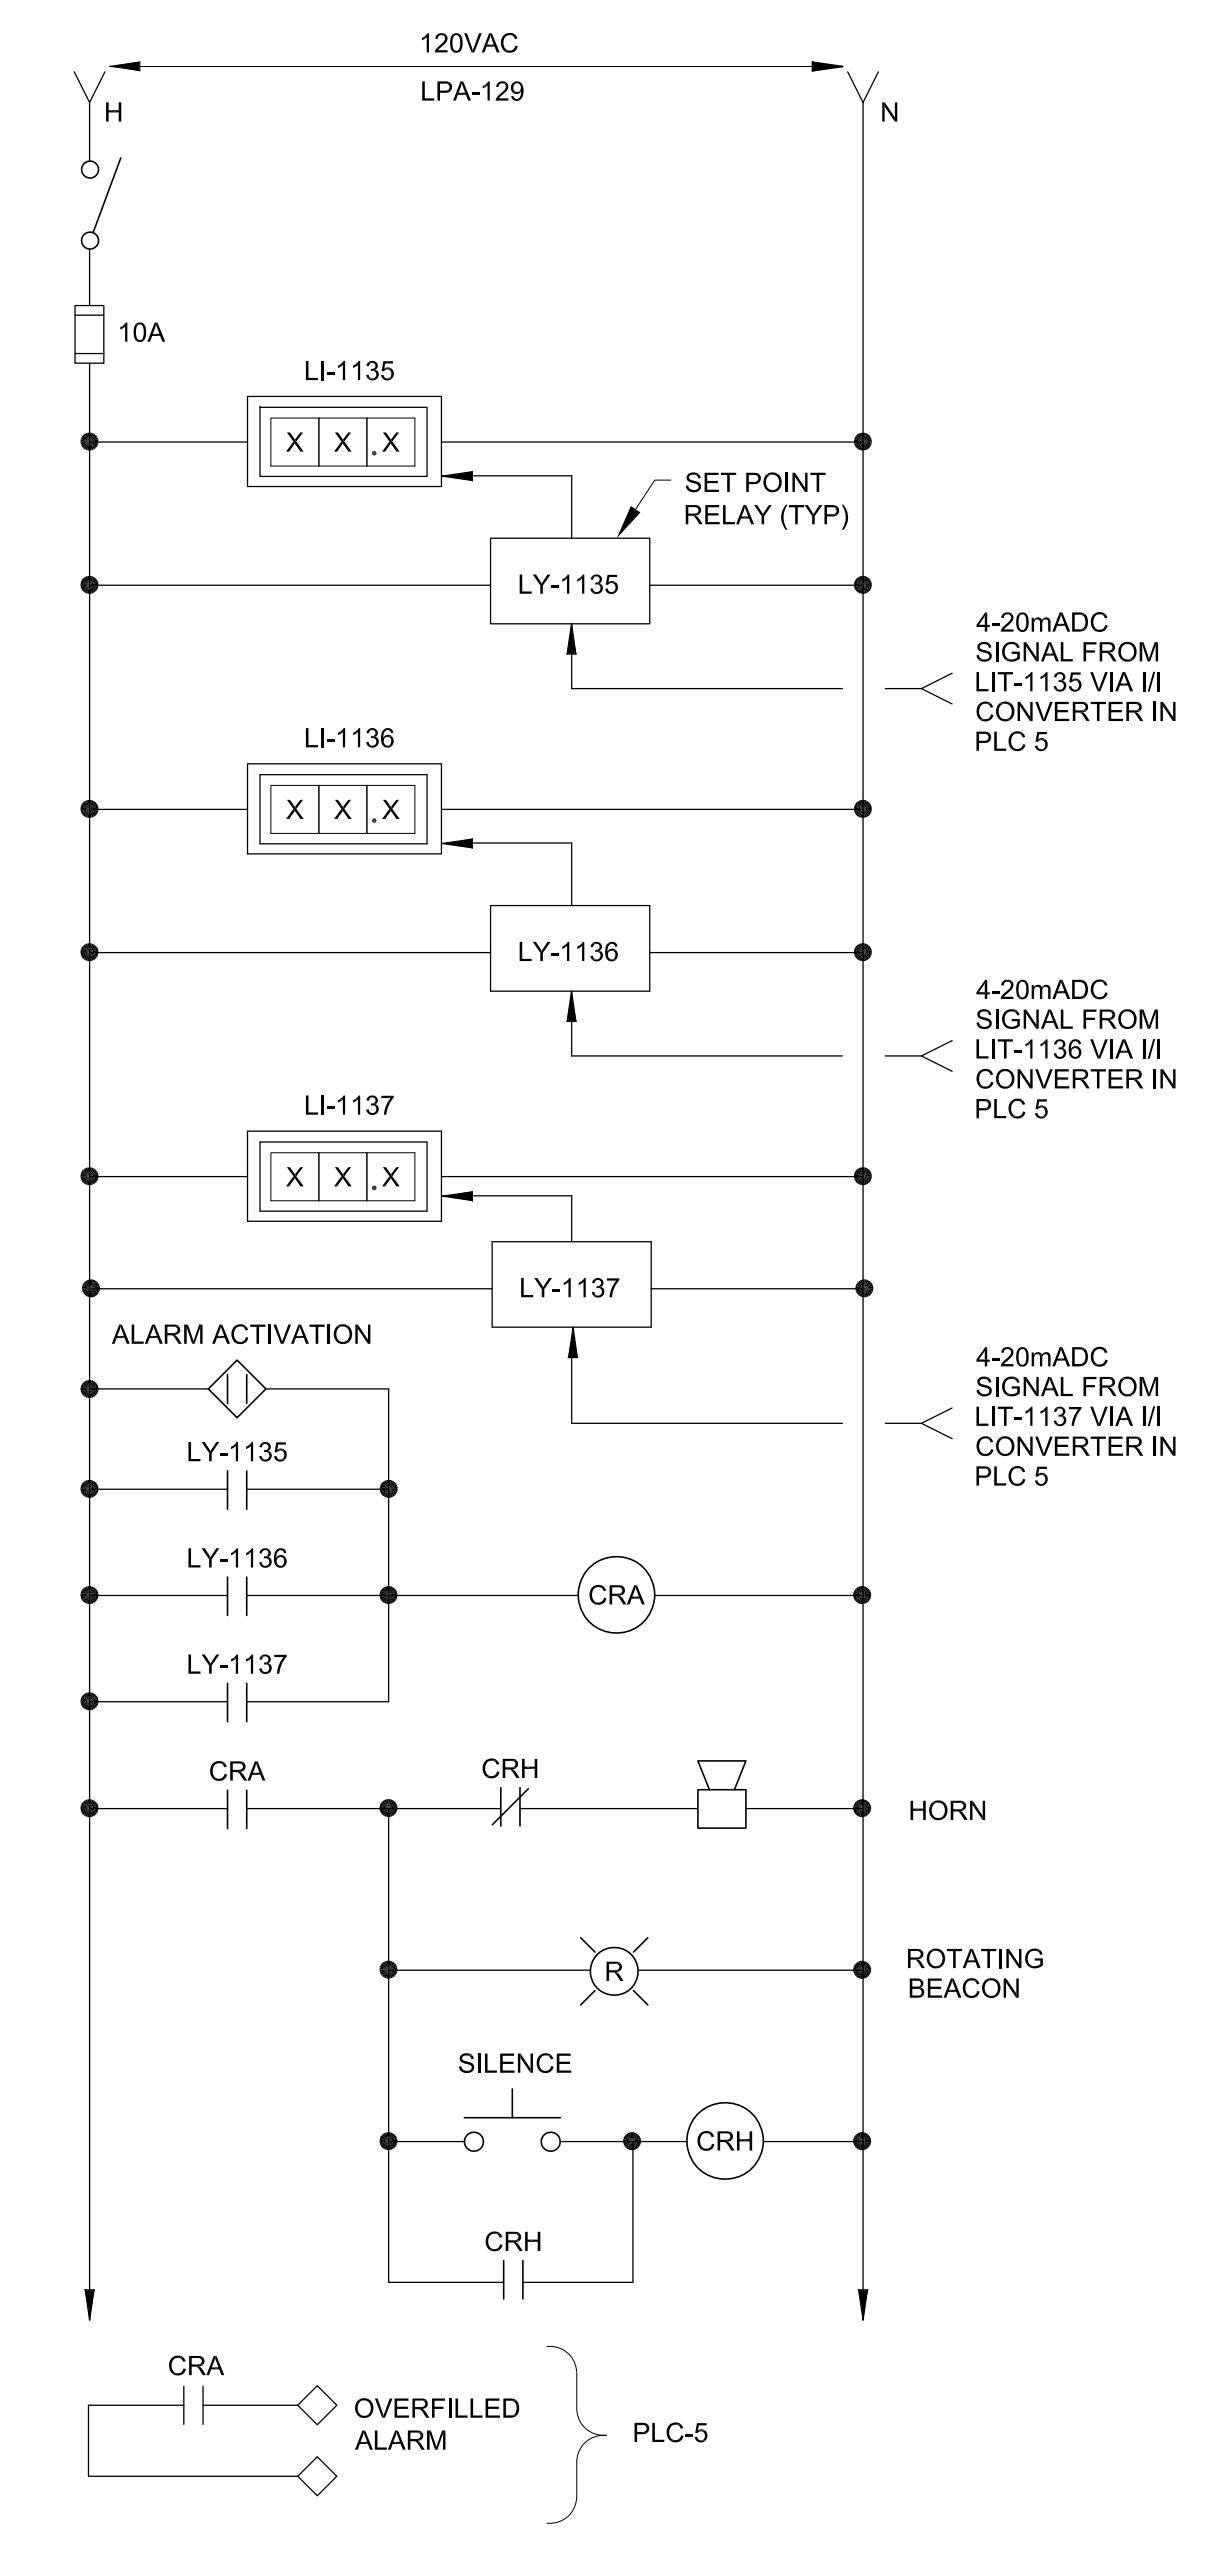 120VAC
LPA-129
H
N
10A
LI-1135
X X .X
SET POINT
RELAY (TYP)
LY-1135
4-20mADC
SIGNAL FROM
LIT-1135 VIA I/I
CONVERTER IN
PLC 5
LI-1136
X X .X
LY-1136
4-20mADC
SIGNAL FROM
LIT-1136 VIA I/I
CONVERTER IN
PLC 5
LI-1137
X X .X
LY-1137
ALARM ACTIVATION
4-20mADC
SIGNAL FROM
LIT-1137 VIA I/I
CONVERTER IN
PLC 5
LY-1135
LY-1136
CRA
LY-1137
CRA
CRH
HORN
R
ROTATING
BEACON
SILENCE
CRH
CRH
CRA
OVERFILLED
ALARM
PLC-5